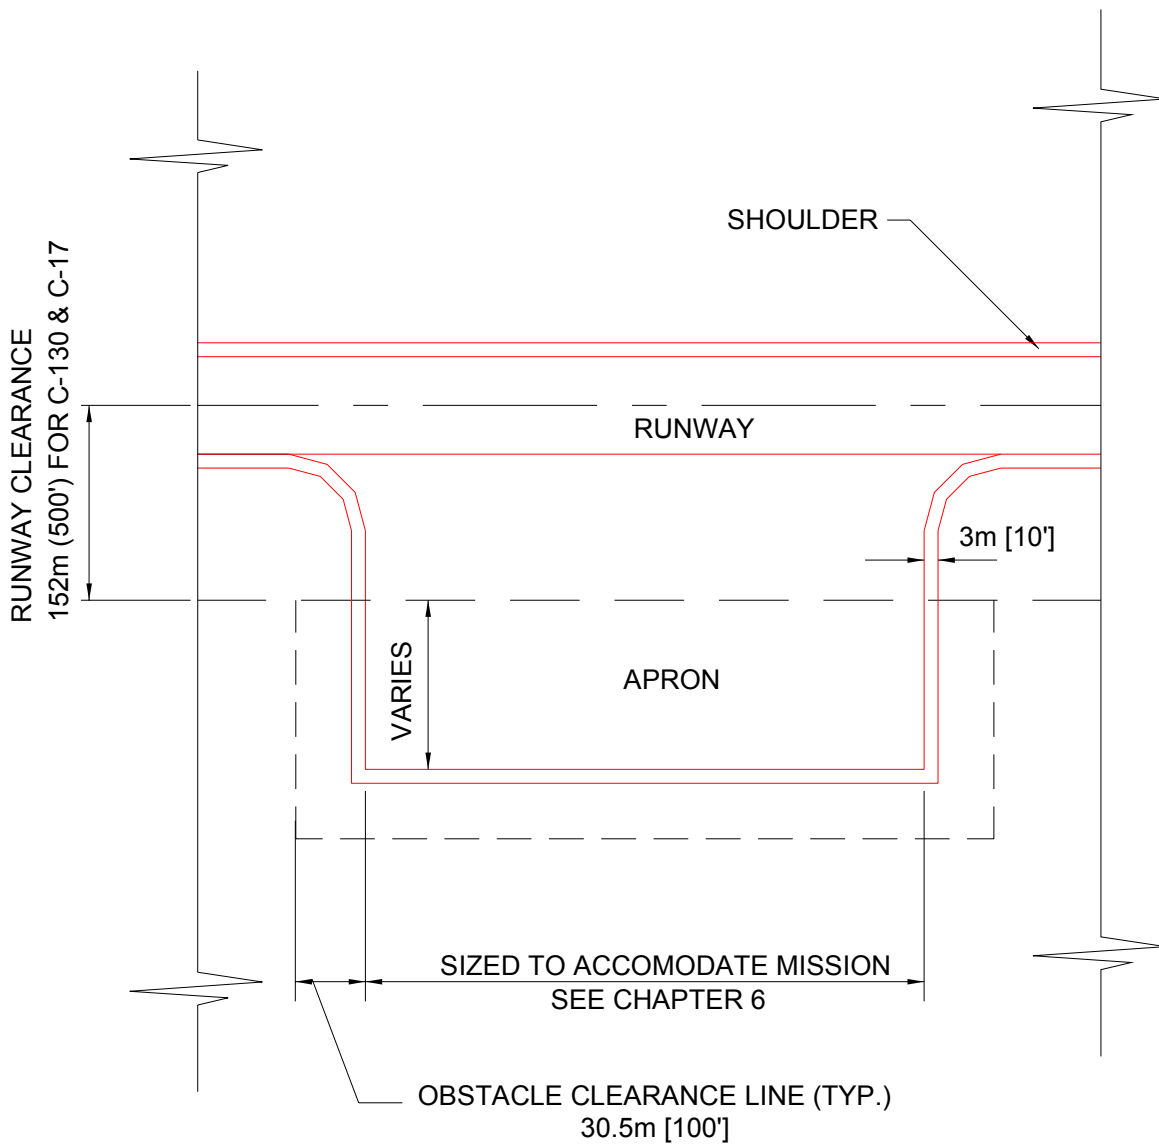 SHOULDER
RUNWAY CLEARANCE
152m (500') FOR C-130 & C-17
RUNWAY
3m [10']
VARIES
APRON
SIZED TO ACCOMODATE MISSION
SEE CHAPTER 6
OBSTACLE CLEARANCE LINE (TYP.)
30.5m [100']